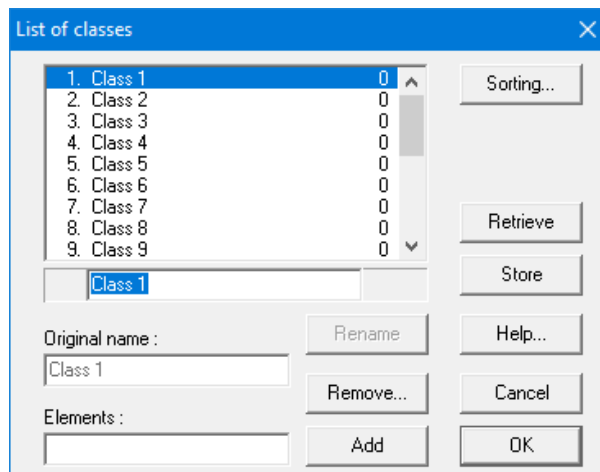 List of classes
1. Class 1 0
2. Class 2 0
3. Class 3 0
4. Class 4 0
5. Class 5 0
6. Class 6 0
7. Class 7 0
8. Class 8 0
9. Class 9 0
Class 1
Sorting...
Retrieve
Store
Original name :
Rename
Help...
Class 1
Remove...
Cancel
Elements :
Add
OK